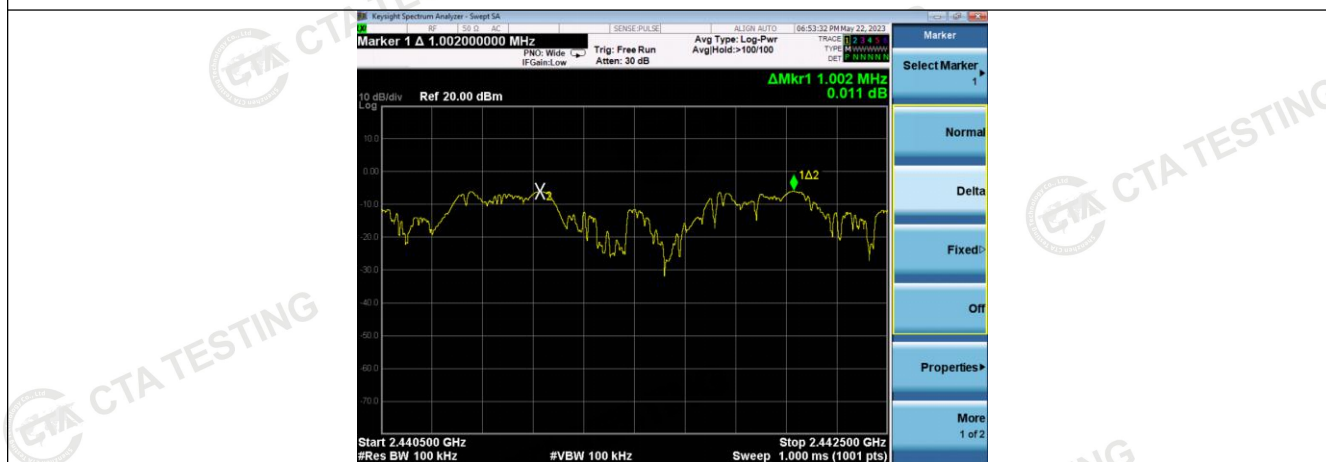 Keysight Spectrum Analyzer - Swept SA
RF 50 Ω AC SENSE:PULSE ALIGN AUTO 06:53:32 PM May 22, 2023
Marker 1 Δ 1.002000000 MHz
PNO: Wide
IFGain:Low
Trig: Free Run
Atten: 30 dB
Avg Type: Log-Pwr
Avg|Hold:>100/100
TRACE 1 2 3 4 5 6
TYPE M W W W W W
DET P N N N N N
ΔMkr1 1.002 MHz
0.011 dB
10 dB/div Ref 20.00 dBm
Log
10.0
0.00
-10.0
-20.0
-30.0
-40.0
-50.0
-60.0
-70.0
2
1Δ2
Start 2.440500 GHz
Stop 2.442500 GHz
#Res BW 100 kHz
#VBW 100 kHz
Sweep 1.000 ms (1001 pts)
Marker
Select Marker
1
Normal
Delta
Fixed
Off
Properties
More
1 of 2
CTA TESTING
CTA TESTING